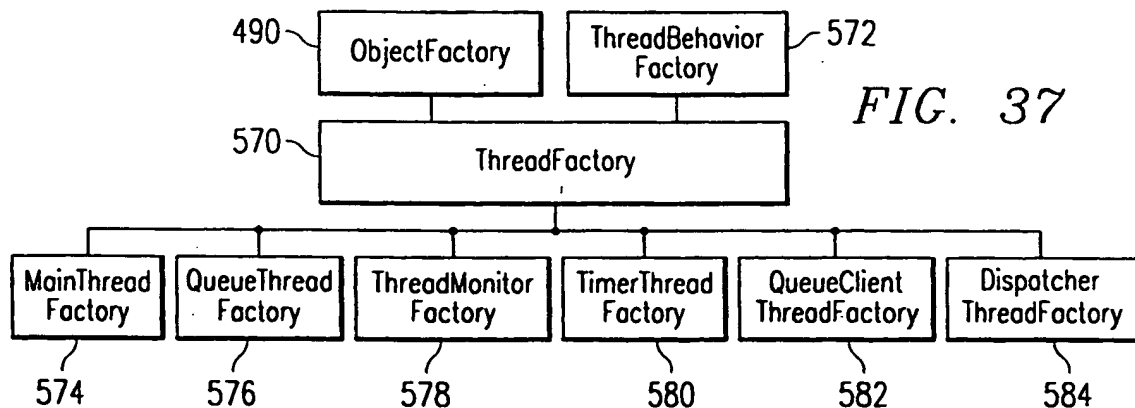 490
ObjectFactory
ThreadBehavior
Factory
572
FIG. 37
570
ThreadFactory
MainThread
Factory
QueueThread
Factory
ThreadMonitor
Factory
TimerThread
Factory
QueueClient
ThreadFactory
Dispatcher
ThreadFactory
574
576
578
580
582
584